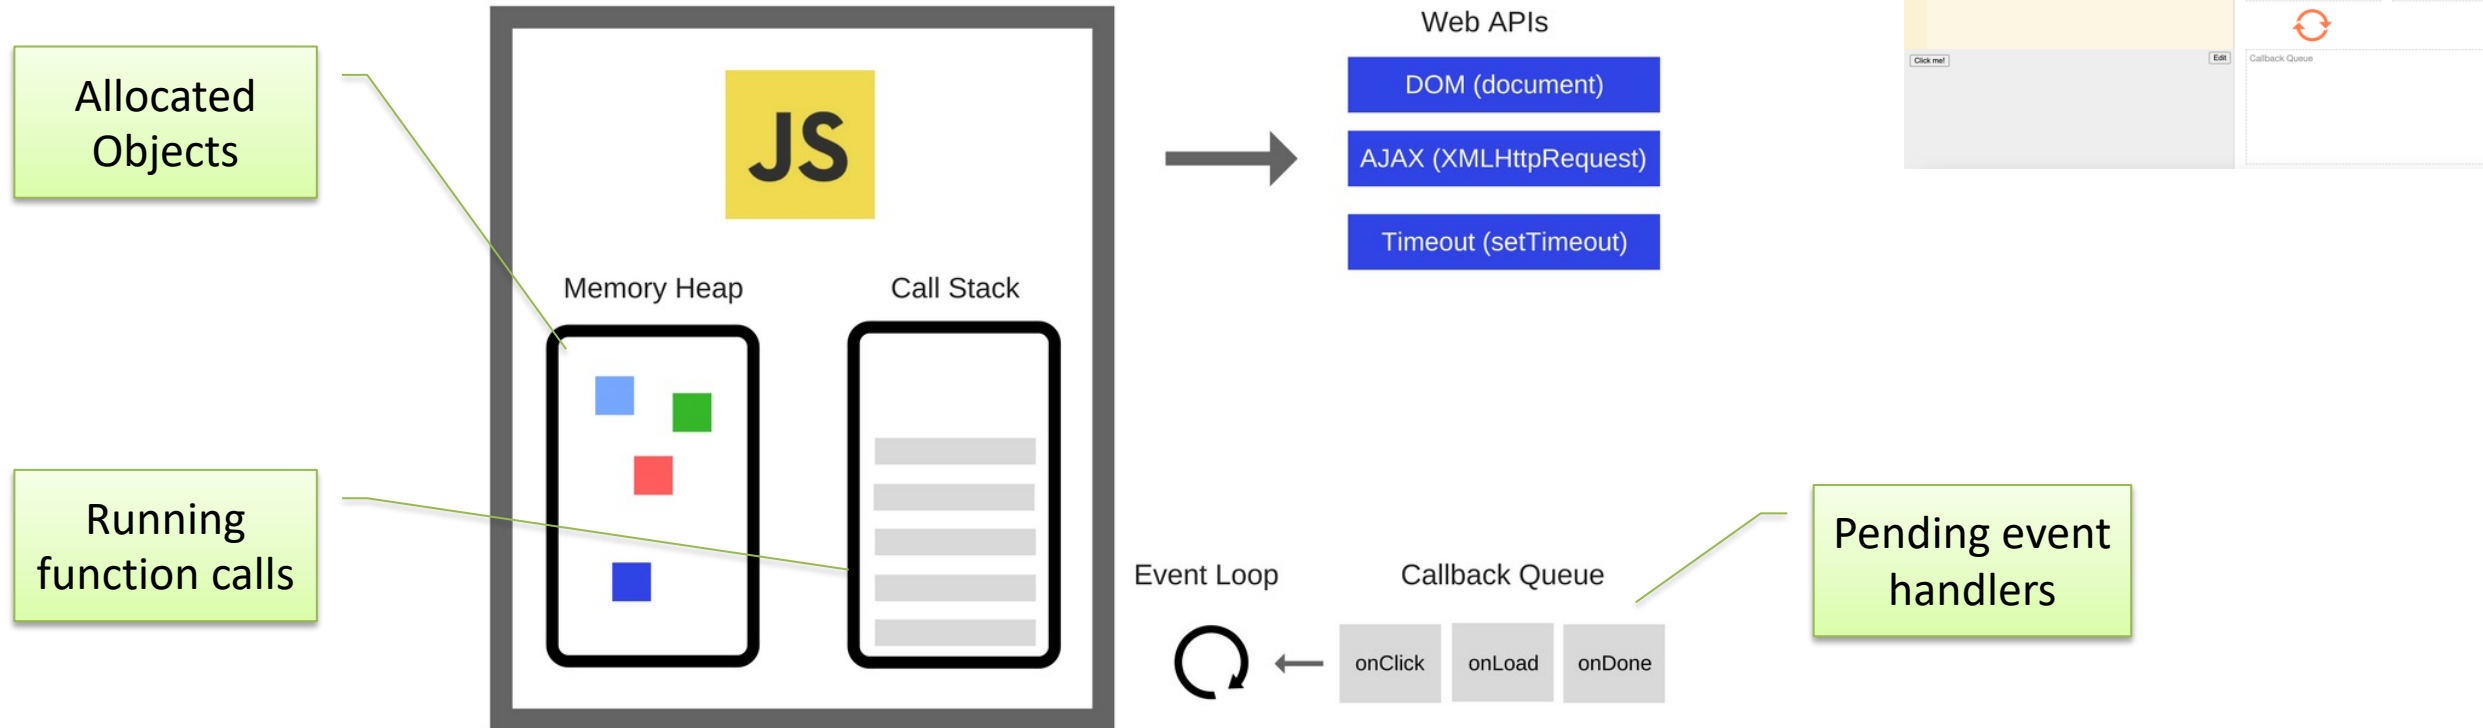 Allocated
Objects
JS
Memory Heap
Call Stack
Running
function calls
Web APIs
DOM (document)
AJAX (XMLHttpRequest)
Timeout (setTimeout)
Event Loop
Callback Queue
onClick
onLoad
onDone
Pending event
handlers
Click me!
Edit
Callback Queue